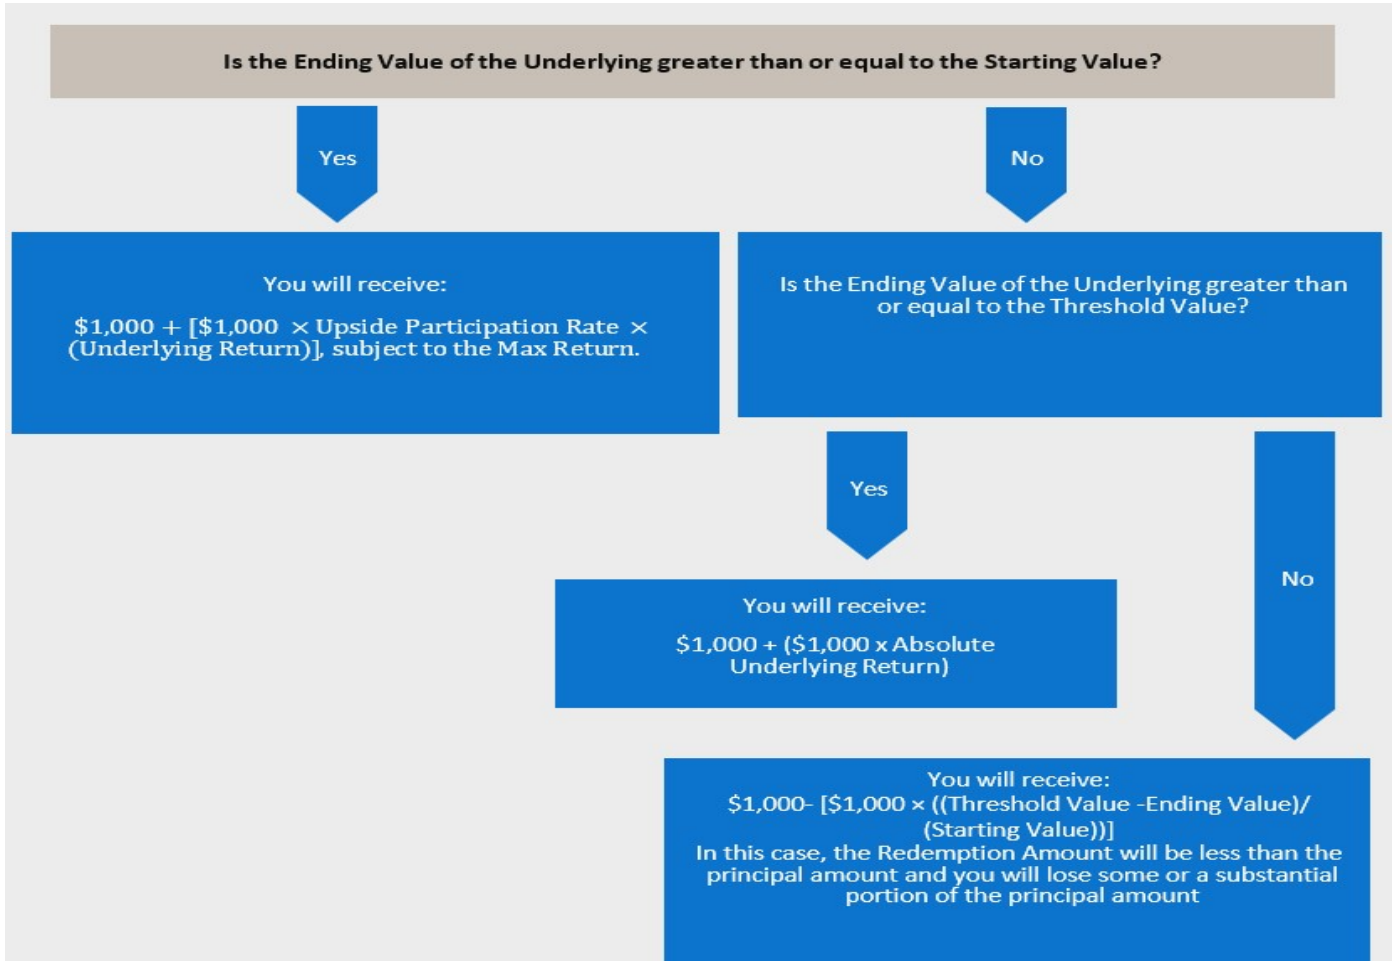 Is the Ending Value of the Underlying greater than or equal to the Starting Value?
Yes
No
You will receive:
$1,000 + [$1,000 × Upside Participation Rate ×
(Underlying Return)], subject to the Max Return.
Is the Ending Value of the Underlying greater than
or equal to the Threshold Value?
Yes
No
You will receive:
$1,000 + ($1,000 x Absolute
Underlying Return)
You will receive:
$1,000- [$1,000 × ((Threshold Value -Ending Value)/
(Starting Value))]
In this case, the Redemption Amount will be less than the
principal amount and you will lose some or a substantial
portion of the principal amount